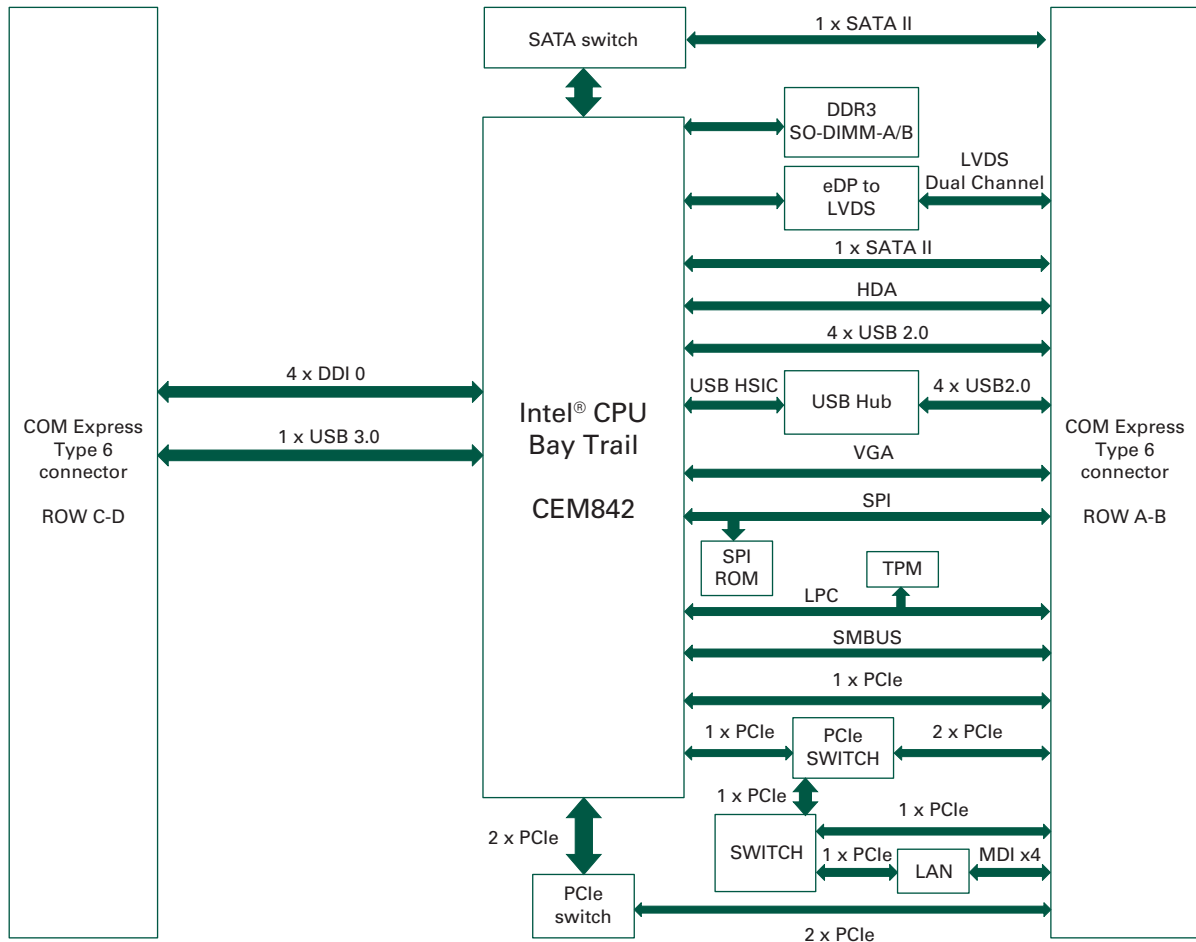 1 x SATA II
SATA switch
DDR3
SO-DIMM-A/B
LVDS
Dual Channel
eDP to
LVDS
1 x SATA II
HDA
4 x USB 2.0
4 x DDI 0
USB HSIC
USB Hub
4 x USB2.0
COM Express
Type 6
connector
ROW C-D
1 x USB 3.0
Intel® CPU
Bay Trail
CEM842
VGA
COM Express
Type 6
connector
ROW A-B
SPI
SPI
ROM
TPM
LPC
SMBUS
1 x PCIe
1 x PCIe
PCIe
SWITCH
2 x PCIe
1 x PCIe
1 x PCIe
2 x PCIe
SWITCH
1 x PCIe
LAN
MDI x4
PCIe
switch
2 x PCIe